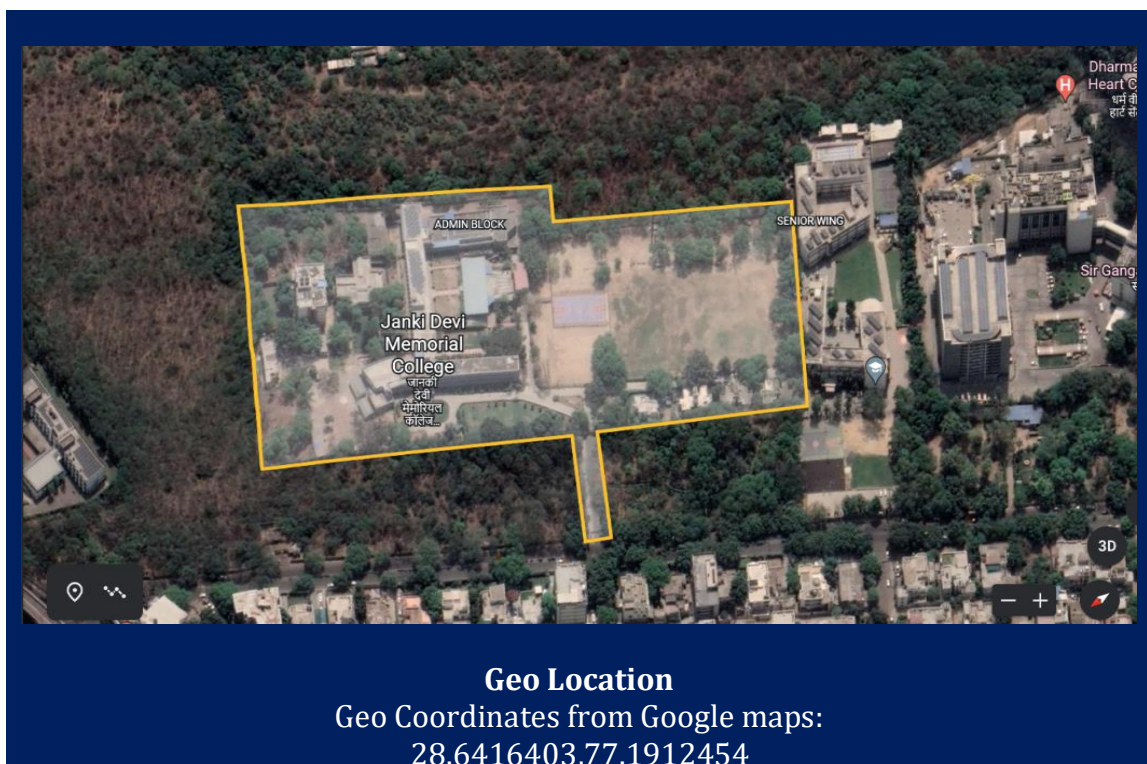 Dharma
Heart C
धर्म वी
हार्ट से
ADMIN BLOCK
SENIOR WING
Sir Gang
Janki Devi
Memorial
College
जानकी
देवी
मेमोरियल
कॉलेज...
3D
Geo Location
Geo Coordinates from Google maps:
28.6416403,77.1912454